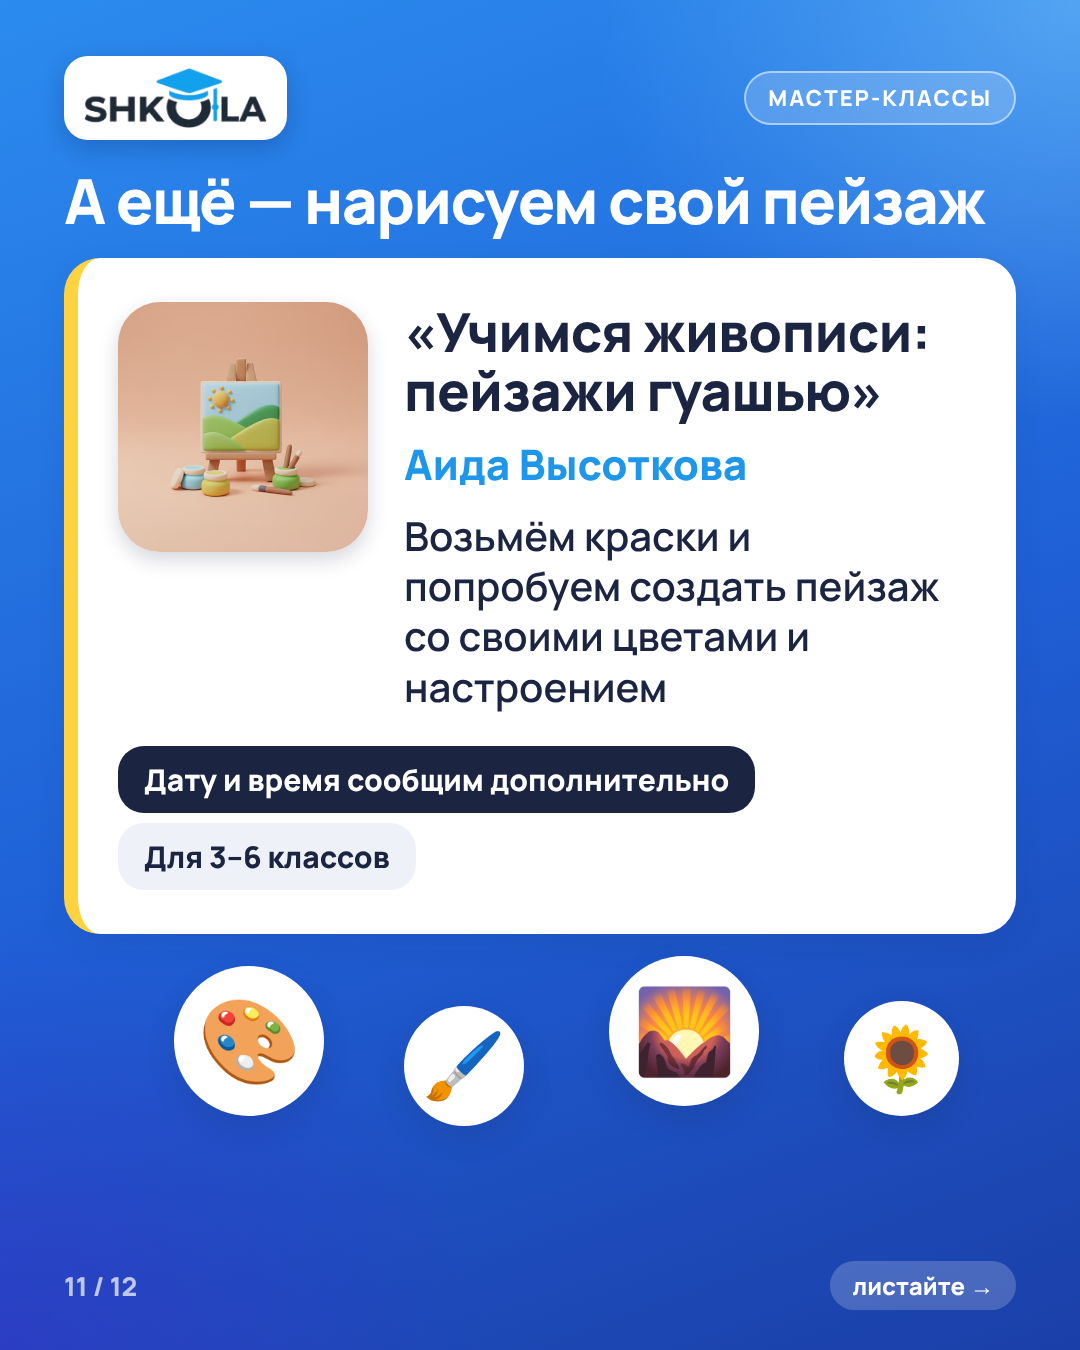 SHKOLA
МАСТЕР-КЛАССЫ
А ещё — нарисуем свой пейзаж
«Учимся живописи:
пейзажи гуашью»
Аида Высоткова
Возьмём краски и
попробуем создать пейзаж
со своими цветами и
настроением
Дату и время сообщим дополнительно
Для 3–6 классов
11 / 12
листайте →